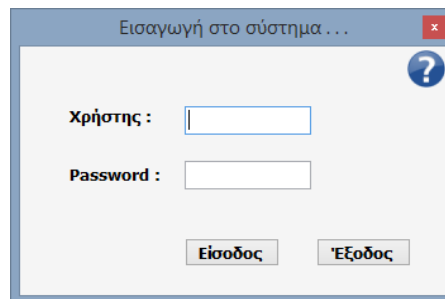 Εισαγωγή στο σύστημα . . .
x
?
Χρήστης :
Password :
Είσοδος Έξοδος